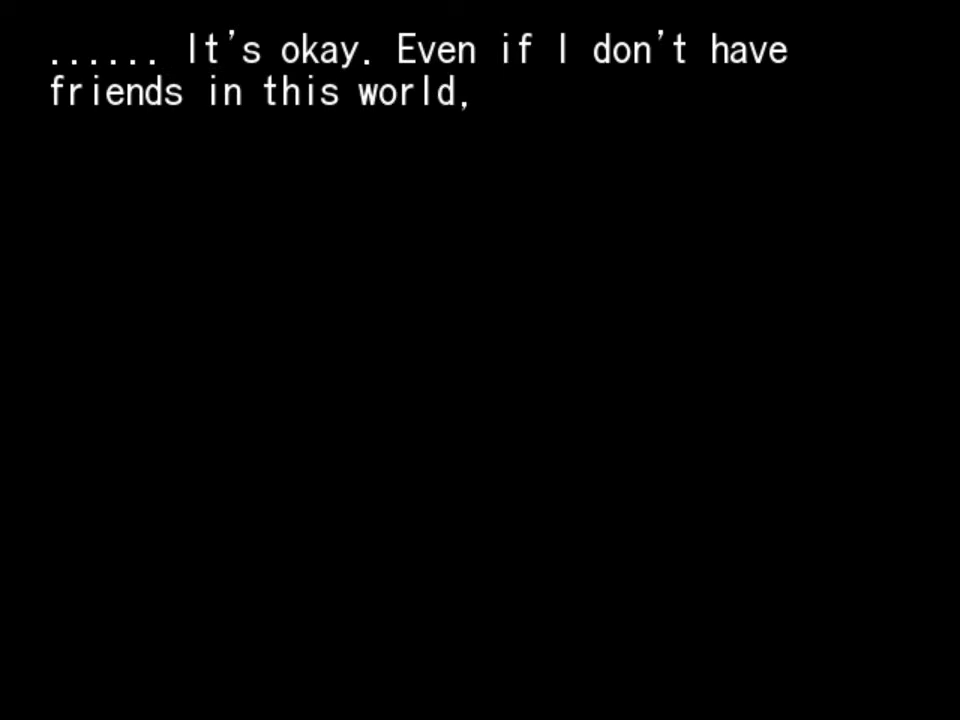 ...... It's okay. Even if I don't have
friends in this world,